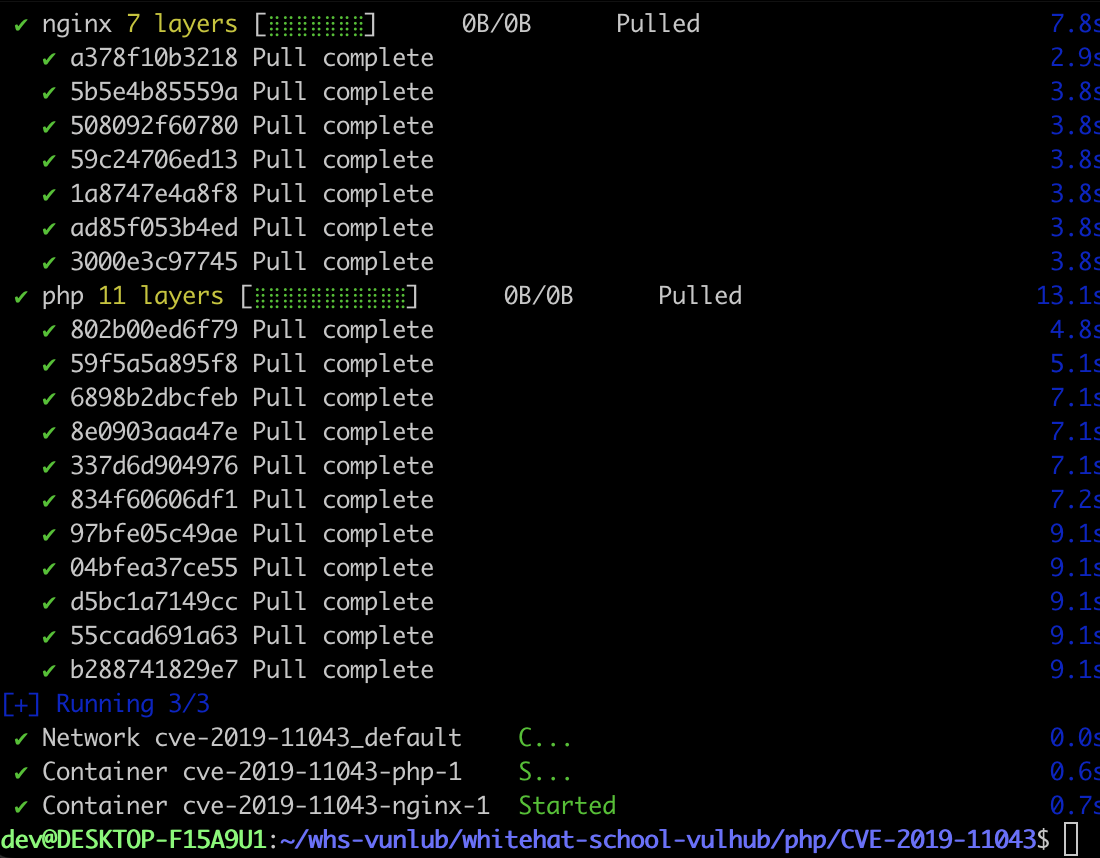 ✔ nginx 7 layers [⣿⣿⣿⣿⣿⣿⣿] 0B/0B Pulled 7.8s
✔ a378f10b3218 Pull complete 2.9s
✔ 5b5e4b85559a Pull complete 3.8s
✔ 508092f60780 Pull complete 3.8s
✔ 59c24706ed13 Pull complete 3.8s
✔ 1a8747e4a8f8 Pull complete 3.8s
✔ ad85f053b4ed Pull complete 3.8s
✔ 3000e3c97745 Pull complete 3.8s
✔ php 11 layers [⣿⣿⣿⣿⣿⣿⣿⣿⣿⣿⣿] 0B/0B Pulled 13.1s
✔ 802b00ed6f79 Pull complete 4.8s
✔ 59f5a5a895f8 Pull complete 5.1s
✔ 6898b2dbcfeb Pull complete 7.1s
✔ 8e0903aaa47e Pull complete 7.1s
✔ 337d6d904976 Pull complete 7.1s
✔ 834f60606df1 Pull complete 7.2s
✔ 97bfe05c49ae Pull complete 9.1s
✔ 04bfea37ce55 Pull complete 9.1s
✔ d5bc1a7149cc Pull complete 9.1s
✔ 55ccad691a63 Pull complete 9.1s
✔ b288741829e7 Pull complete 9.1s
[+] Running 3/3
✔ Network cve-2019-11043_default C... 0.0s
✔ Container cve-2019-11043-php-1 S... 0.6s
✔ Container cve-2019-11043-nginx-1 Started 0.7s
dev@DESKTOP-F15A9U1:~/whs-vunlub/whitehat-school-vulhub/php/CVE-2019-11043$